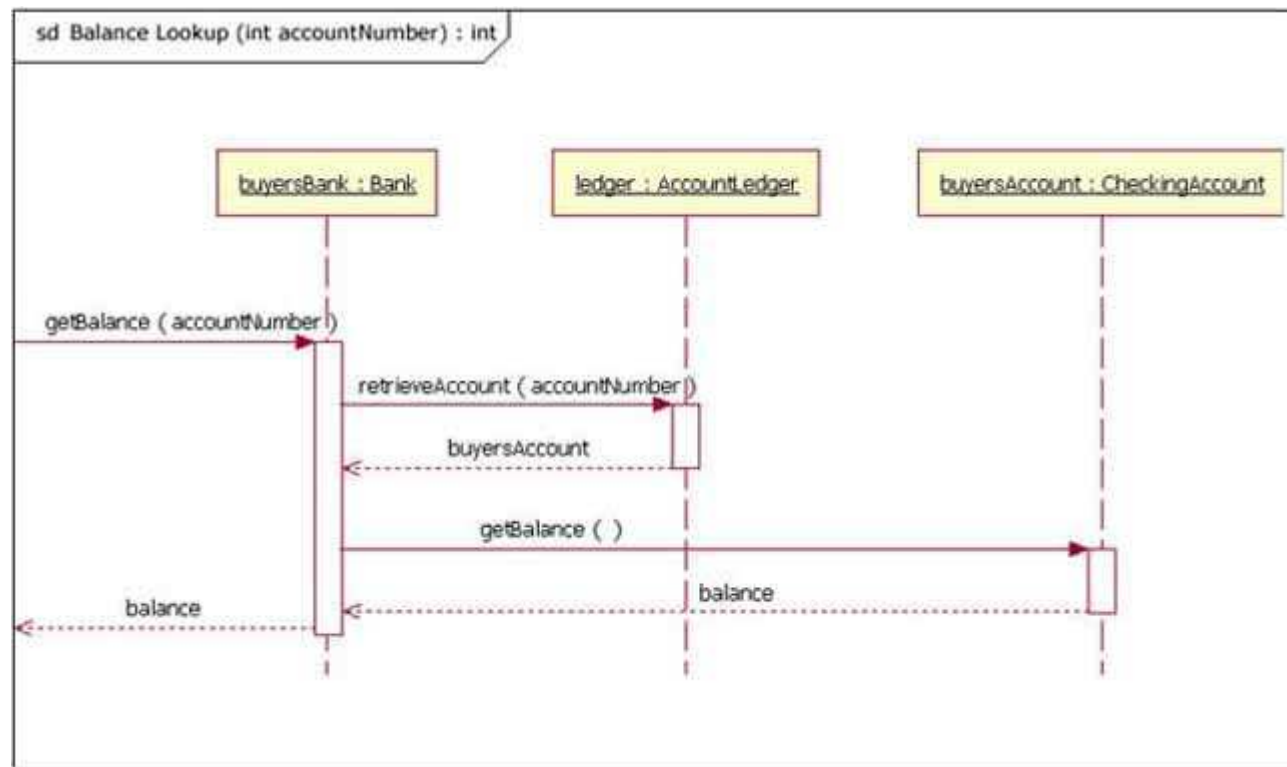 sd Balance Lookup (int accountNumber) : int
buyersBank : Bank
ledger : AccountLedger
buyersAccount : CheckingAccount
getBalance ( accountNumber )
retrieveAccount ( accountNumber )
buyersAccount
getBalance ( )
balance
balance